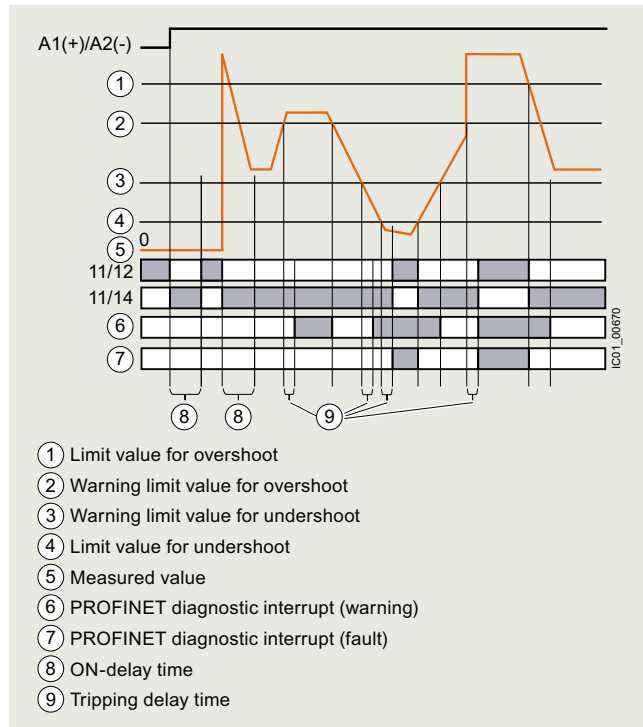 A1(+)/A2(-)
1
2
3
4
5 0
11/12
11/14
6
7
IC01_00670
8 8 9
1 Limit value for overshoot
2 Warning limit value for overshoot
3 Warning limit value for undershoot
4 Limit value for undershoot
5 Measured value
6 PROFINET diagnostic interrupt (warning)
7 PROFINET diagnostic interrupt (fault)
8 ON-delay time
9 Tripping delay time